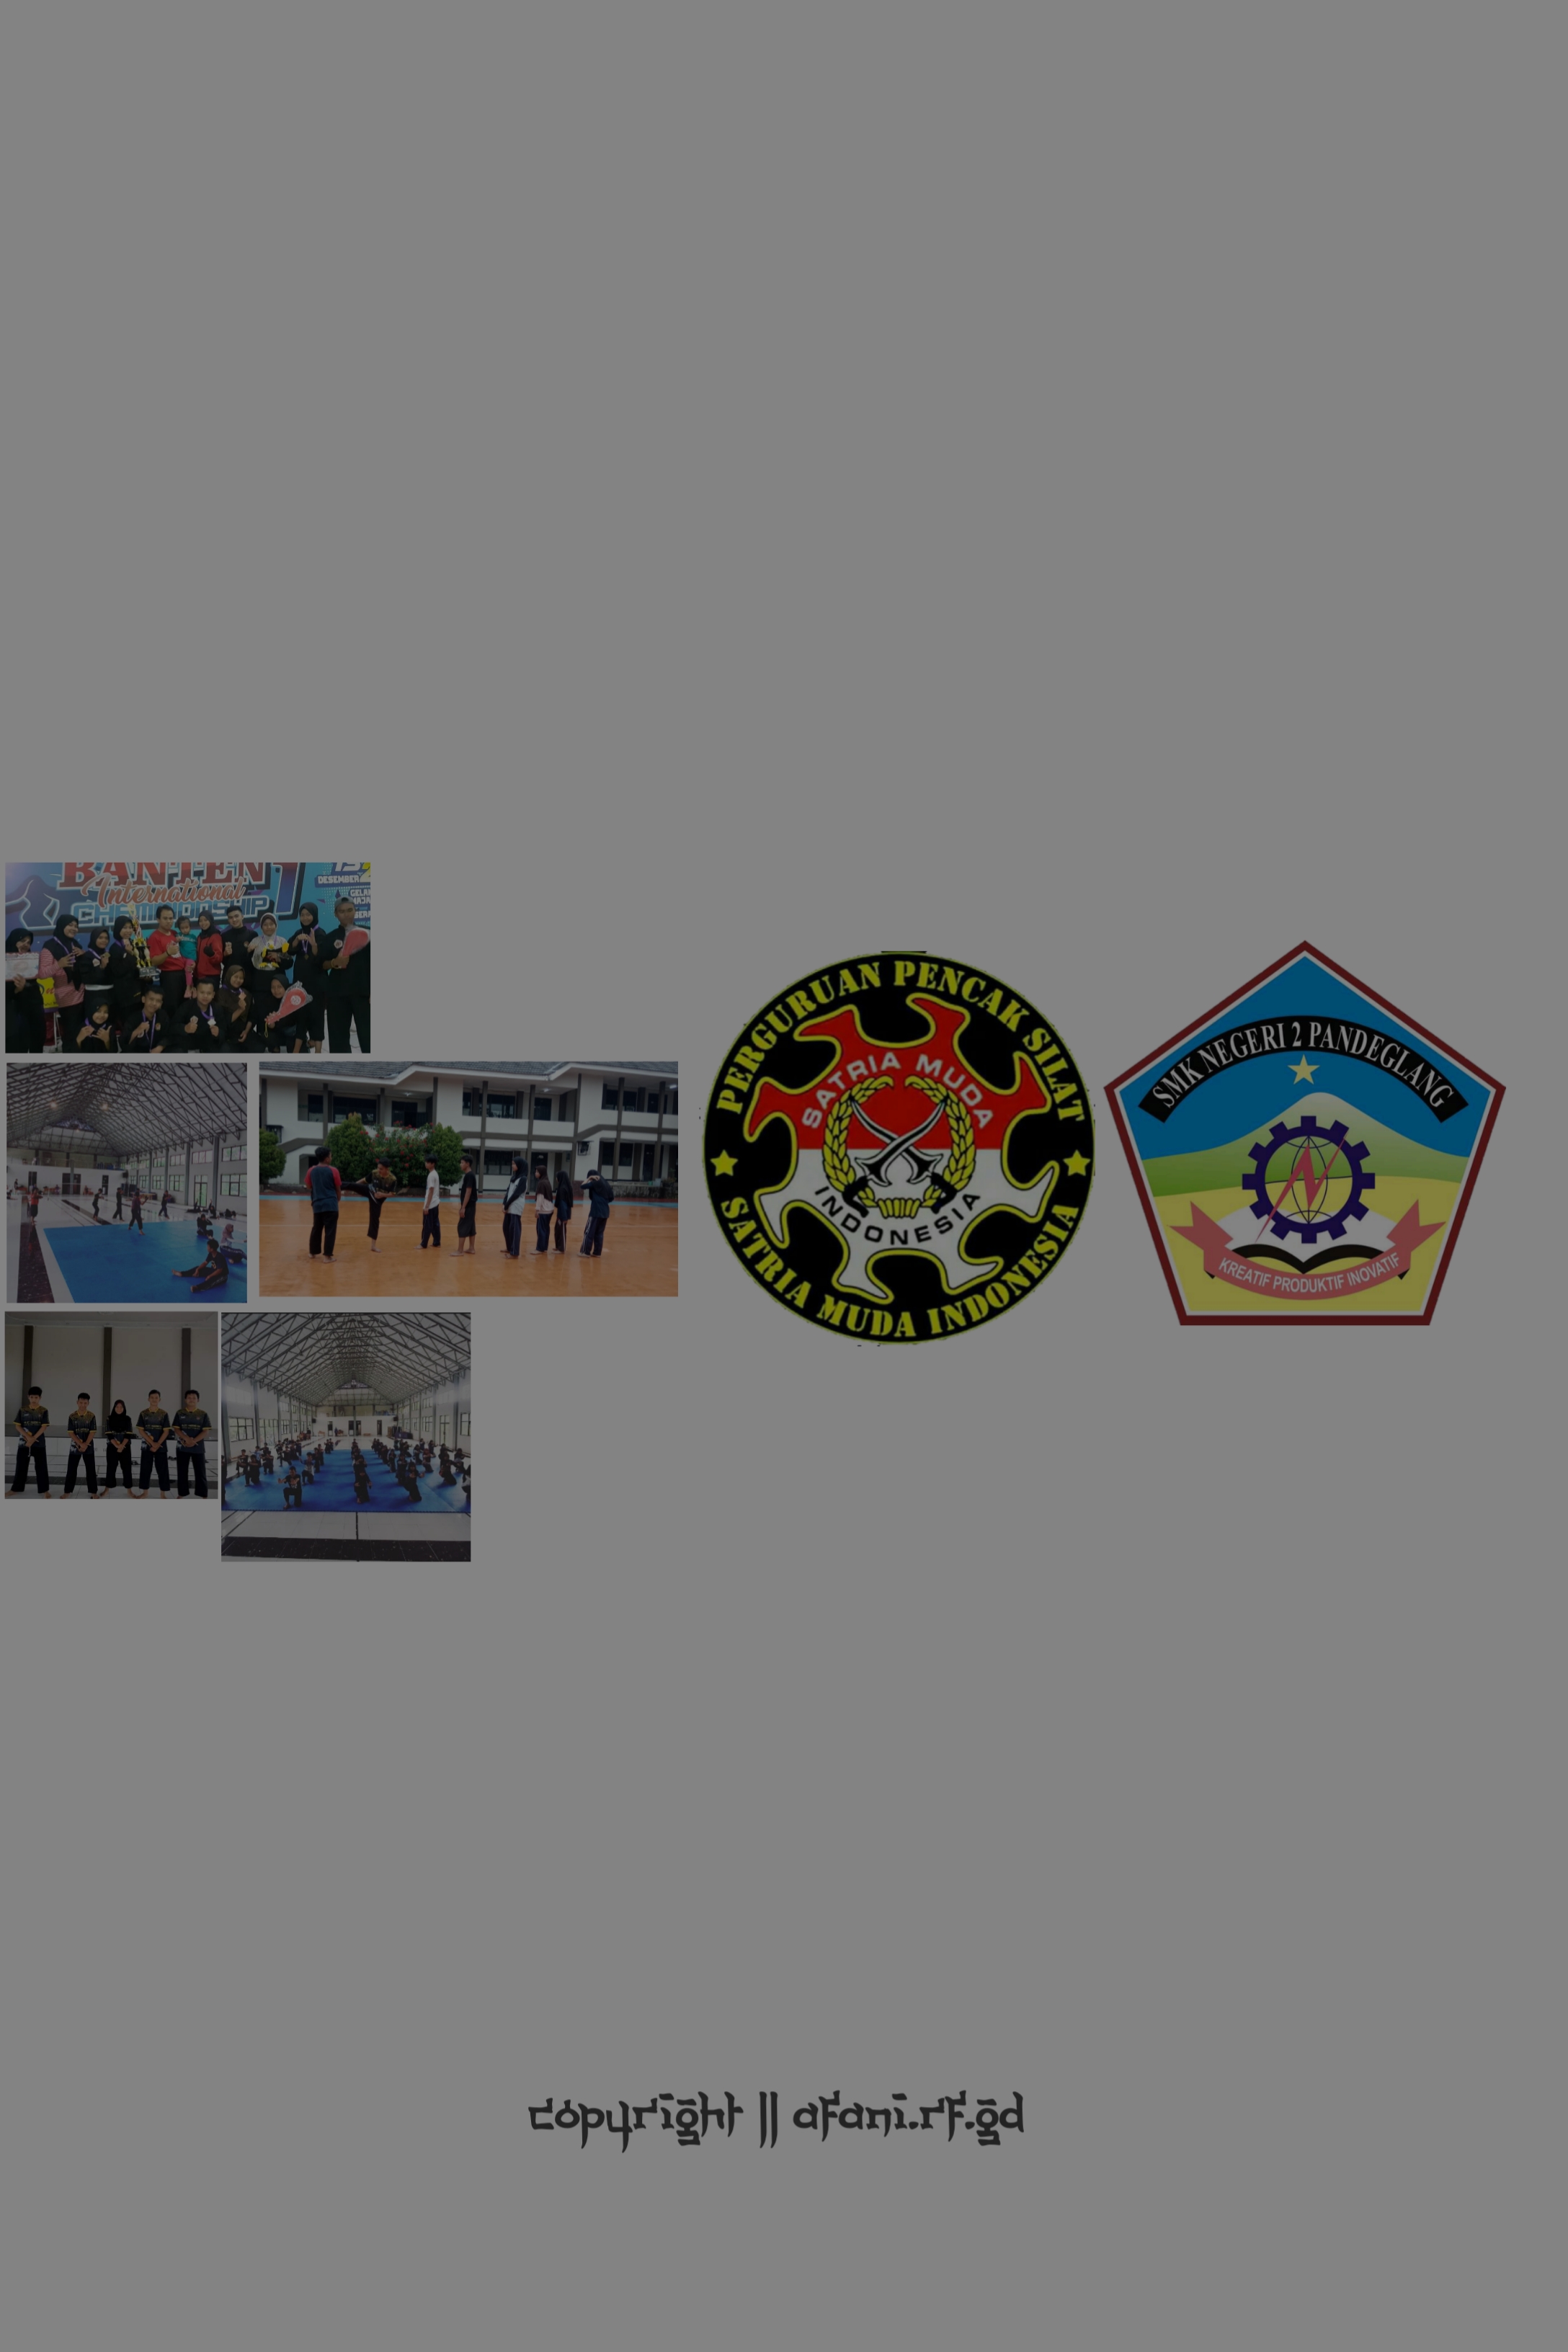 BANTEN
International
CHAMPIONSHIP
DESEMBER
PERGURUAN PENCAK SILAT
SATRIA MUDA
INDONESIA
SATRIA MUDA INDONESIA
SMK NEGERI 2 PANDEGLANG
KREATIF PRODUKTIF INOVATIF
copyright || afani.rf.gd